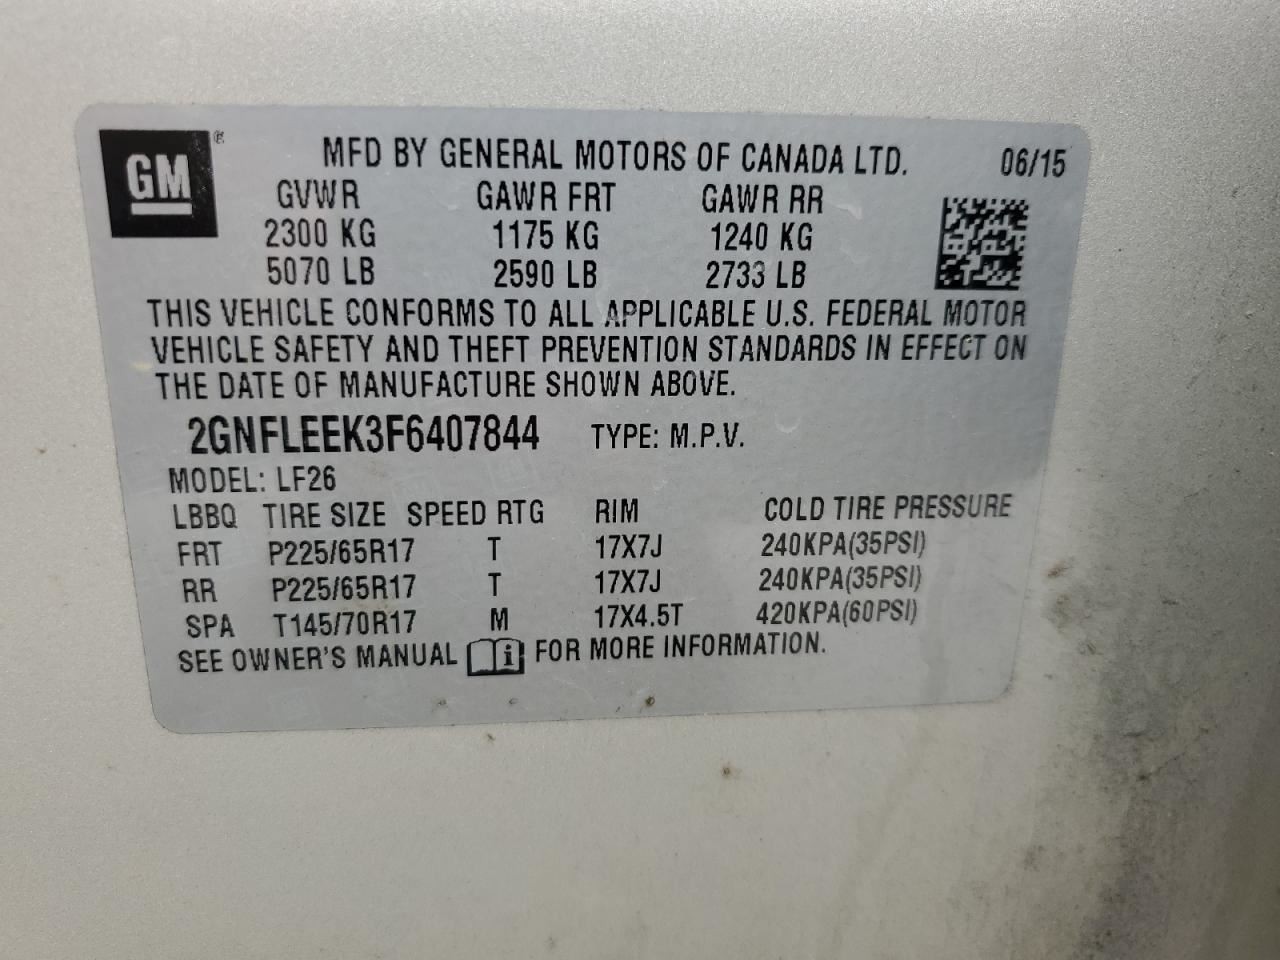 GM ®
MFD BY GENERAL MOTORS OF CANADA LTD. 06/15
GVWR GAWR FRT GAWR RR
2300 KG 1175 KG 1240 KG
5070 LB 2590 LB 2733 LB
THIS VEHICLE CONFORMS TO ALL APPLICABLE U.S. FEDERAL MOTOR
VEHICLE SAFETY AND THEFT PREVENTION STANDARDS IN EFFECT ON
THE DATE OF MANUFACTURE SHOWN ABOVE.
2GNFLEEK3F6407844 TYPE: M.P.V.
MODEL: LF26
LBBQ TIRE SIZE SPEED RTG RIM COLD TIRE PRESSURE
FRT P225/65R17 T 17X7J 240KPA(35PSI)
RR P225/65R17 T 17X7J 240KPA(35PSI)
SPA T145/70R17 M 17X4.5T 420KPA(60PSI)
SEE OWNER'S MANUAL i FOR MORE INFORMATION.